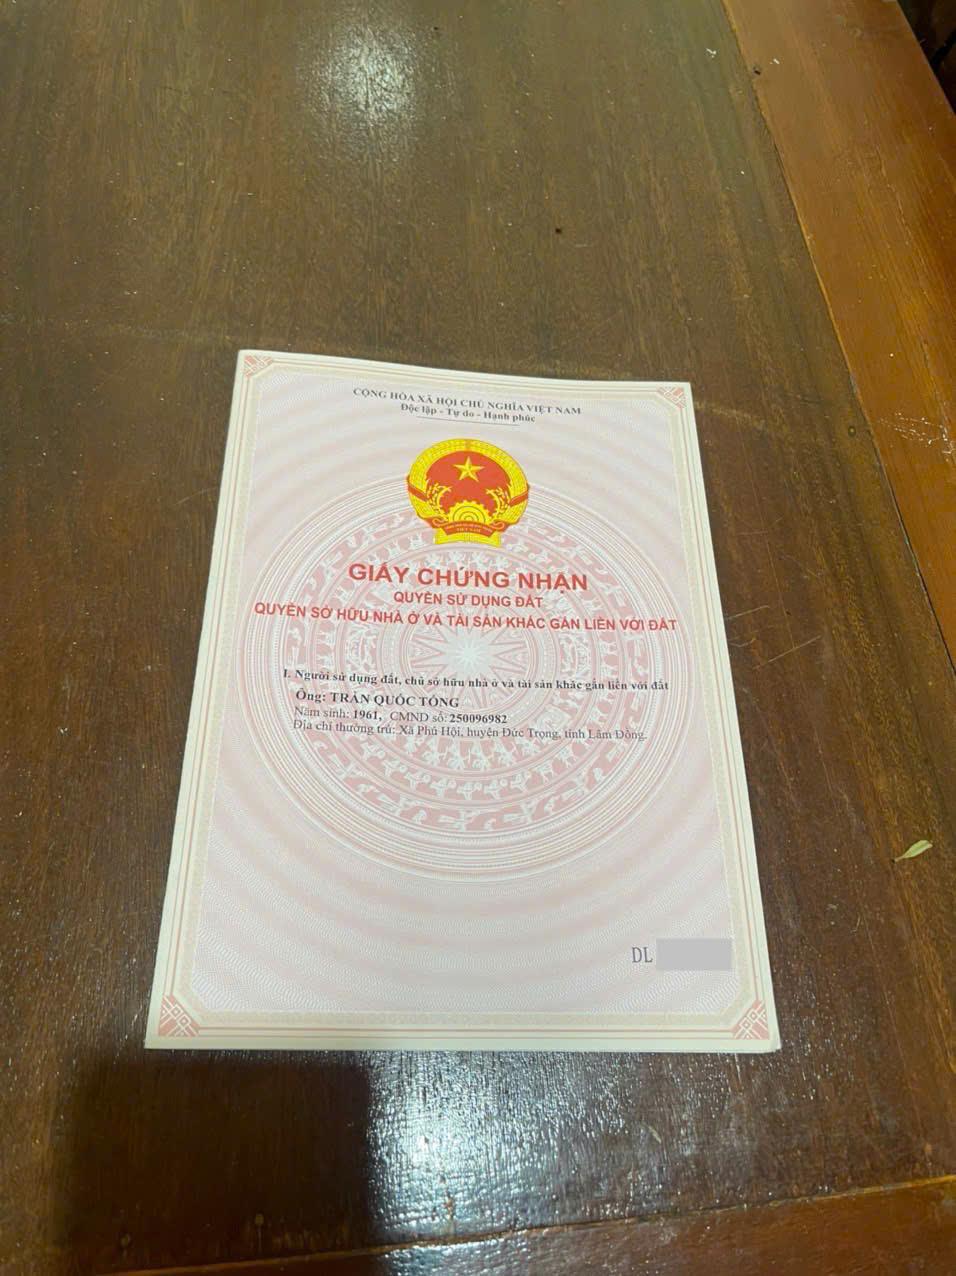 CỘNG HÒA XÃ HỘI CHỦ NGHĨA VIỆT NAM
Độc lập - Tự do - Hạnh phúc
GIẤY CHỨNG NHẬN
QUYỀN SỬ DỤNG ĐẤT
QUYỀN SỞ HỮU NHÀ Ở VÀ TÀI SẢN KHÁC GẮN LIỀN VỚI ĐẤT
I. Người sử dụng đất, chủ sở hữu nhà ở và tài sản khác gắn liền với đất
Ông: TRẦN QUỐC TỐNG
Năm sinh: 1961, CMND số: 250096982
Địa chỉ thường trú: Xã Phú Hội, huyện Đức Trọng, tỉnh Lâm Đồng.
DL